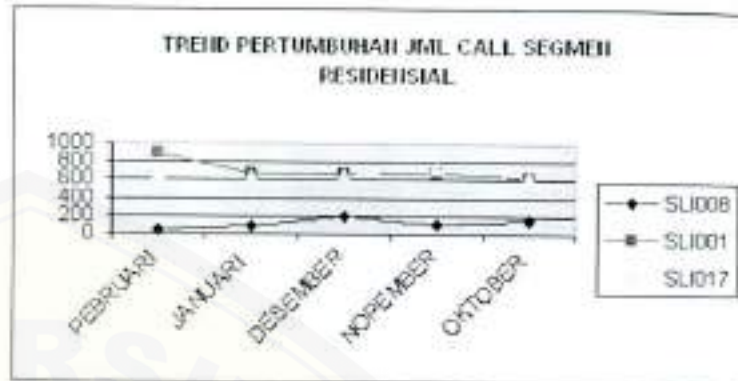 TREND PERTUMBUHAN JML CALL SEGMEN
RESIDENSIAL
1000
800
600
400
200
0
PEBRUARI
JANUARI
DESEMBER
NOPEMBER
OKTOBER
SLI008
SLI001
SLI017